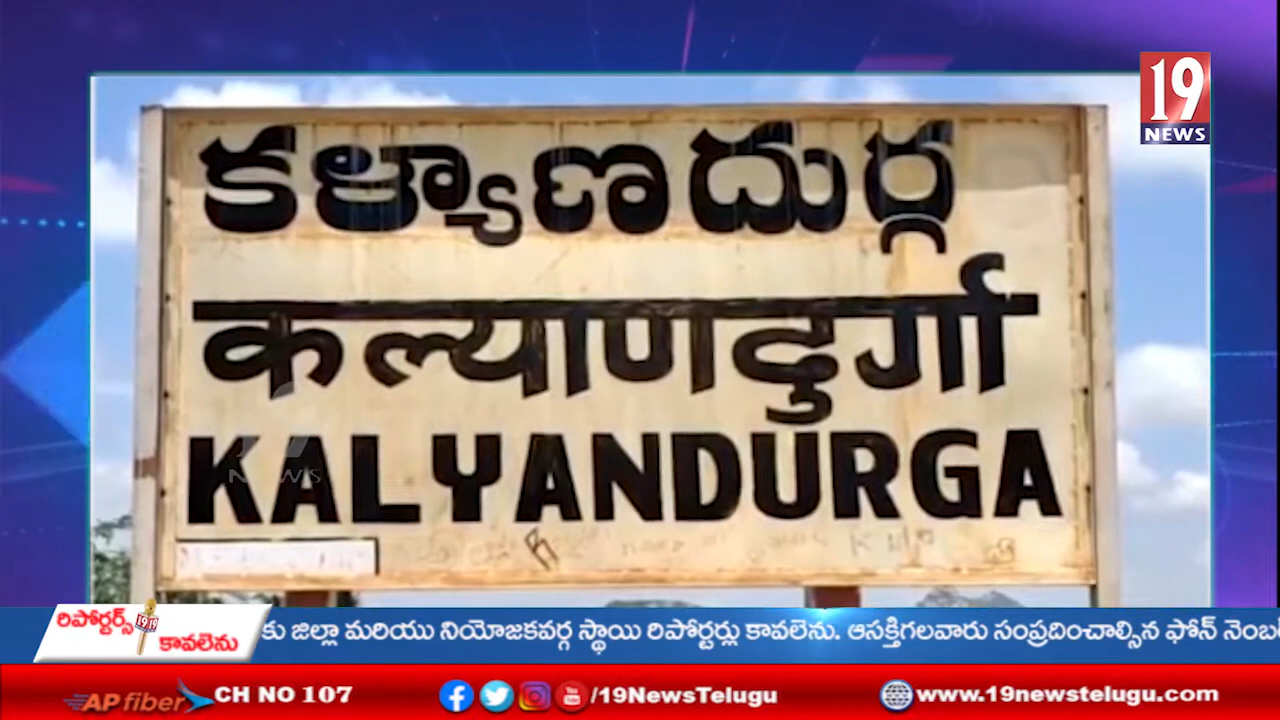 19
NEWS
కళ్యాణదుర్గ
कल्याणदुर्गा
KALYANDURGA
NEWS
రిపోర్టర్స్
కావలెను
కు జిల్లా మరియు నియోజకవర్గ స్థాయి రిపోర్టర్లు కావలెను. ఆసక్తిగలవారు సంప్రదించాల్సిన ఫోన్ నెంబ
AP fiber CH NO 107 /19NewsTelugu www.19newstelugu.com